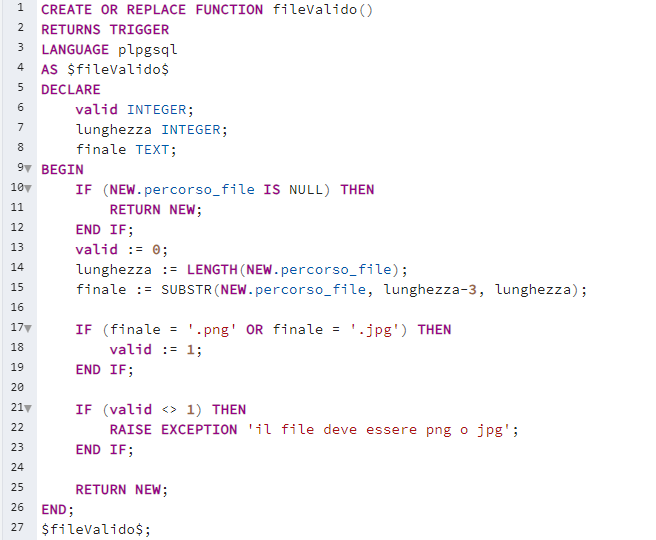 1 CREATE OR REPLACE FUNCTION fileValido()
2 RETURNS TRIGGER
3 LANGUAGE plpgsql
4 AS $fileValido$
5 DECLARE
6     valid INTEGER;
7     lunghezza INTEGER;
8     finale TEXT;
9 BEGIN
10     IF (NEW.percorso_file IS NULL) THEN
11         RETURN NEW;
12     END IF;
13     valid := 0;
14     lunghezza := LENGTH(NEW.percorso_file);
15     finale := SUBSTR(NEW.percorso_file, lunghezza-3, lunghezza);
16
17     IF (finale = '.png' OR finale = '.jpg') THEN
18         valid := 1;
19     END IF;
20
21     IF (valid <> 1) THEN
22         RAISE EXCEPTION 'il file deve essere png o jpg';
23     END IF;
24
25     RETURN NEW;
26 END;
27 $fileValido$;